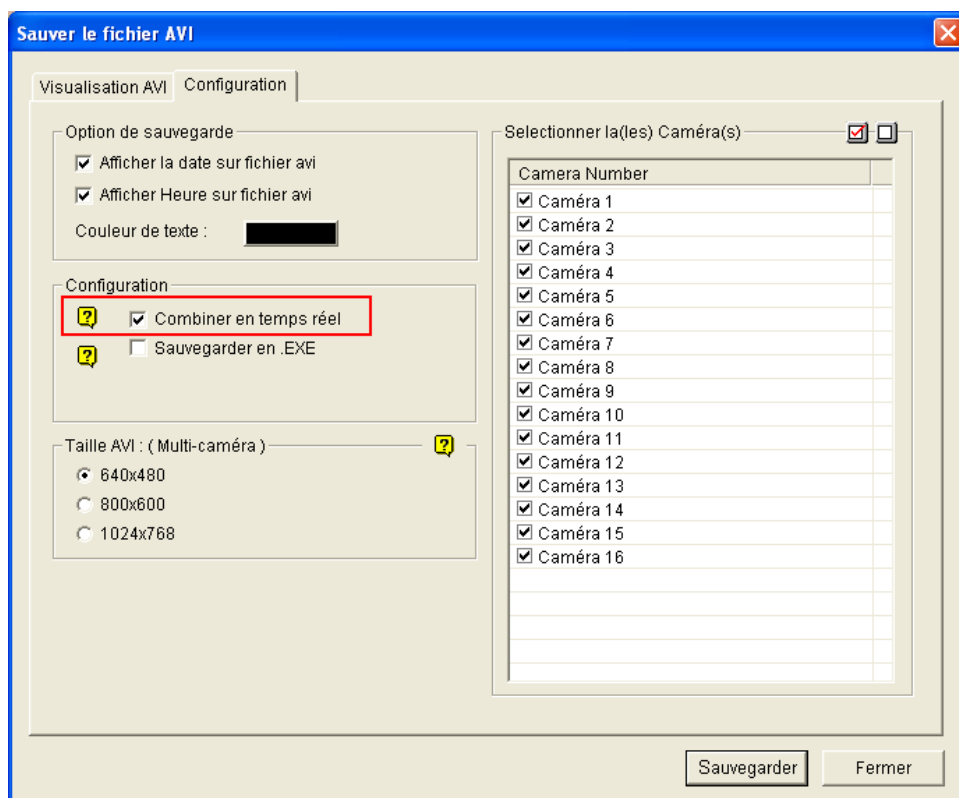 Sauver le fichier AVI
Visualisation AVI
Configuration
Option de sauvegarde
Afficher la date sur fichier avi
Afficher Heure sur fichier avi
Couleur de texte :
Configuration
? Combiner en temps réel
? Sauvegarder en .EXE
Taille AVI : ( Multi-caméra ) ?
640x480
800x600
1024x768
Selectionner la(les) Caméra(s)
Camera Number
Caméra 1
Caméra 2
Caméra 3
Caméra 4
Caméra 5
Caméra 6
Caméra 7
Caméra 8
Caméra 9
Caméra 10
Caméra 11
Caméra 12
Caméra 13
Caméra 14
Caméra 15
Caméra 16
Sauvegarder
Fermer